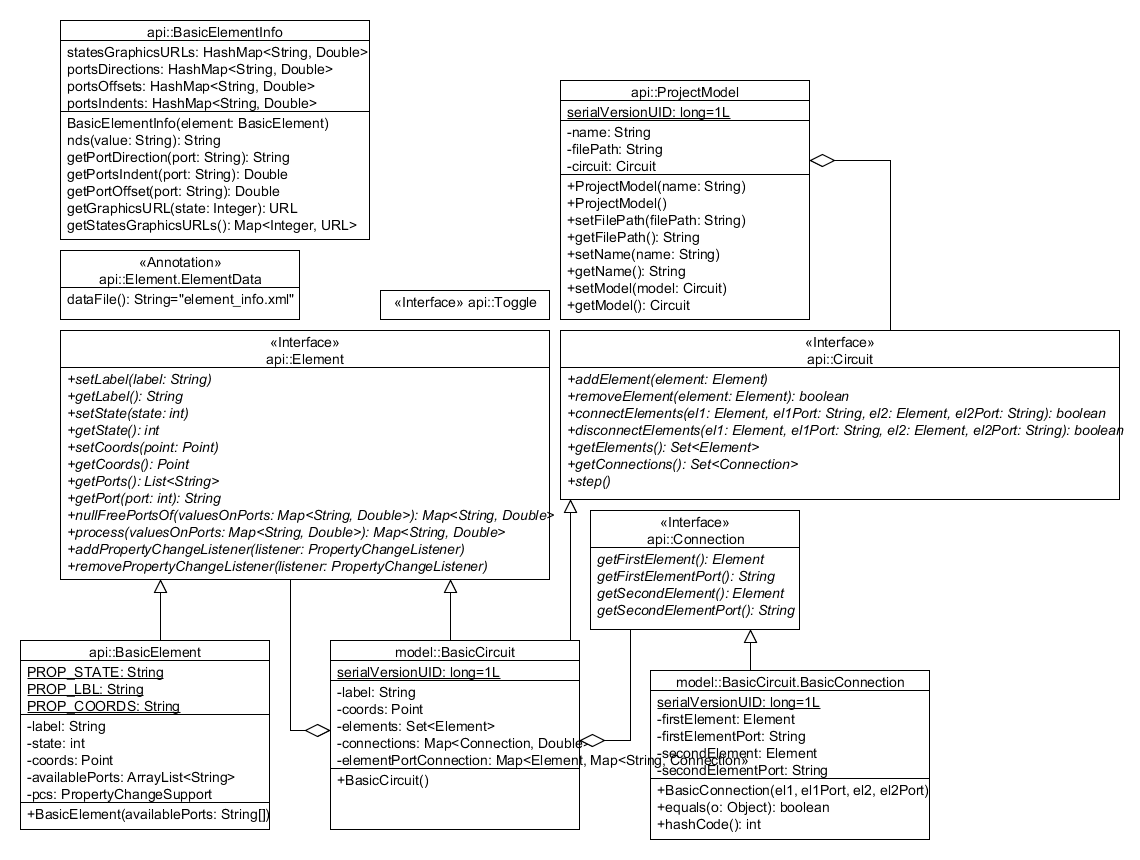 api::BasicElementInfo
statesGraphicsURLs: HashMap<String, Double>
portsDirections: HashMap<String, Double>
portsOffsets: HashMap<String, Double>
portsIndents: HashMap<String, Double>
BasicElementInfo(element: BasicElement)
nds(value: String): String
getPortDirection(port: String): String
getPortsIndent(port: String): Double
getPortOffset(port: String): Double
getGraphicsURL(state: Integer): URL
getStatesGraphicsURLs(): Map<Integer, URL>
api::ProjectModel
serialVersionUID: long=1L
-name: String
-filePath: String
-circuit: Circuit
+ProjectModel(name: String)
+ProjectModel()
+setFilePath(filePath: String)
+getFilePath(): String
+setName(name: String)
+getName(): String
+setModel(model: Circuit)
+getModel(): Circuit
«Annotation»
api::Element.ElementData
dataFile(): String="element_info.xml"
«Interface» api::Toggle
«Interface»
api::Element
+setLabel(label: String)
+getLabel(): String
+setState(state: int)
+getState(): int
+setCoords(point: Point)
+getCoords(): Point
+getPorts(): List<String>
+getPort(port: int): String
+nullFreePortsOf(valuesOnPorts: Map<String, Double>): Map<String, Double>
+process(valuesOnPorts: Map<String, Double>): Map<String, Double>
+addPropertyChangeListener(listener: PropertyChangeListener)
+removePropertyChangeListener(listener: PropertyChangeListener)
«Interface»
api::Circuit
+addElement(element: Element)
+removeElement(element: Element): boolean
+connectElements(el1: Element, el1Port: String, el2: Element, el2Port: String): boolean
+disconnectElements(el1: Element, el1Port: String, el2: Element, el2Port: String): boolean
+getElements(): Set<Element>
+getConnections(): Set<Connection>
+step()
«Interface»
api::Connection
getFirstElement(): Element
getFirstElementPort(): String
getSecondElement(): Element
getSecondElementPort(): String
api::BasicElement
PROP_STATE: String
PROP_LBL: String
PROP_COORDS: String
-label: String
-state: int
-coords: Point
-availablePorts: ArrayList<String>
-pcs: PropertyChangeSupport
+BasicElement(availablePorts: String[])
model::BasicCircuit
serialVersionUID: long=1L
-label: String
-coords: Point
-elements: Set<Element>
-connections: Map<Connection, Double>
-elementPortConnection: Map<Element, Map<String, Connection»
+BasicCircuit()
model::BasicCircuit.BasicConnection
serialVersionUID: long=1L
-firstElement: Element
-firstElementPort: String
-secondElement: Element
-secondElementPort: String
+BasicConnection(el1, el1Port, el2, el2Port)
+equals(o: Object): boolean
+hashCode(): int